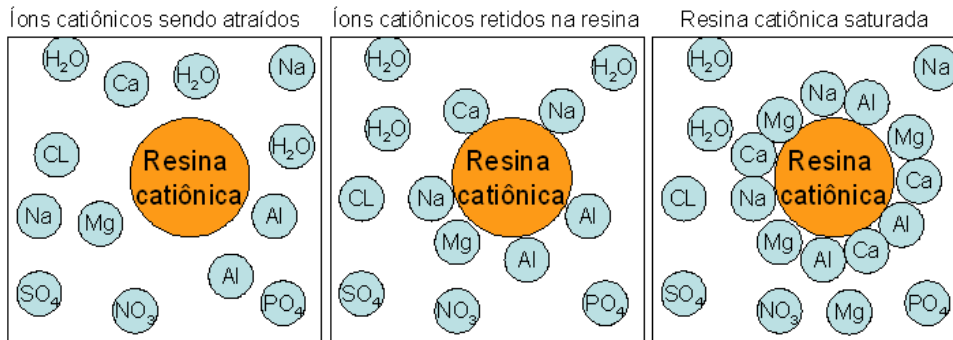 Íons catiônicos sendo atraídos
H₂O
Ca
H₂O
Na
CL
H₂O
Resina
catiônica
Na
Mg
Al
Al
SO₄
NO₃
PO₄
Íons catiônicos retidos na resina
H₂O
H₂O
Ca
Na
H₂O
Resina
catiônica
CL
Na
Al
Mg
Al
SO₄
NO₃
PO₄
Resina catiônica saturada
H₂O
Na
Na
Al
H₂O
Mg
Mg
Ca
Resina
catiônica
Ca
CL
Na
Al
Mg
Al
Ca
SO₄
NO₃
Mg
PO₄